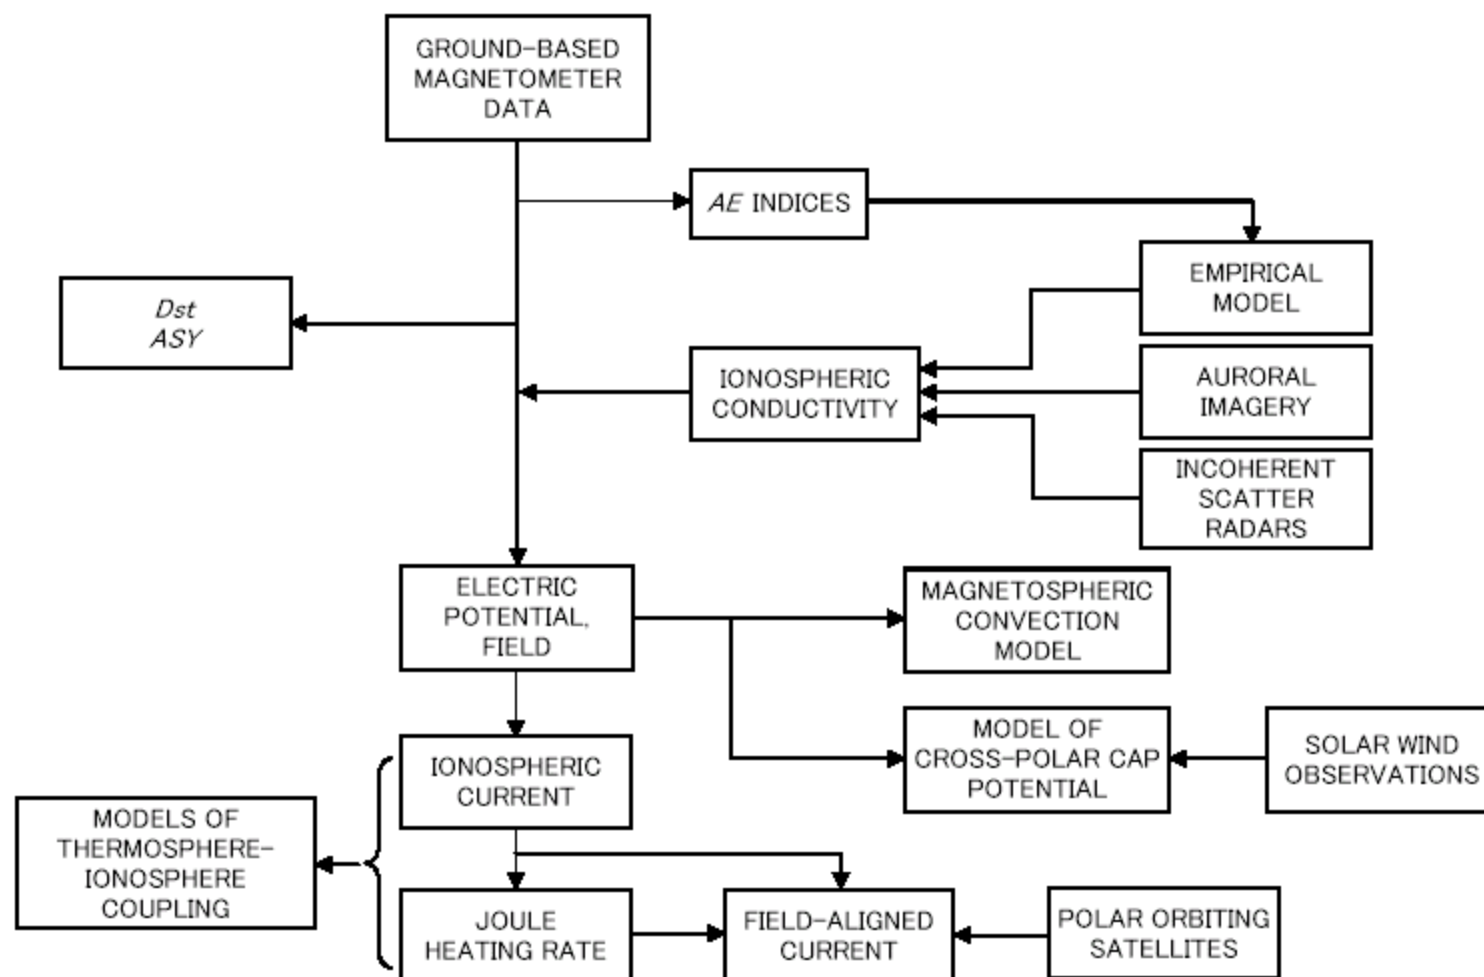 GROUND-BASED
MAGNETOMETER
DATA
AE INDICES
EMPIRICAL
MODEL
Dst
ASY
IONOSPHERIC
CONDUCTIVITY
AURORAL
IMAGERY
INCOHERENT
SCATTER
RADARS
ELECTRIC
POTENTIAL,
FIELD
MAGNETOSPHERIC
CONVECTION
MODEL
MODEL OF
CROSS-POLAR CAP
POTENTIAL
SOLAR WIND
OBSERVATIONS
IONOSPHERIC
CURRENT
MODELS OF
THERMOSPHERE-
IONOSPHERE
COUPLING
JOULE
HEATING RATE
FIELD-ALIGNED
CURRENT
POLAR ORBITING
SATELLITES